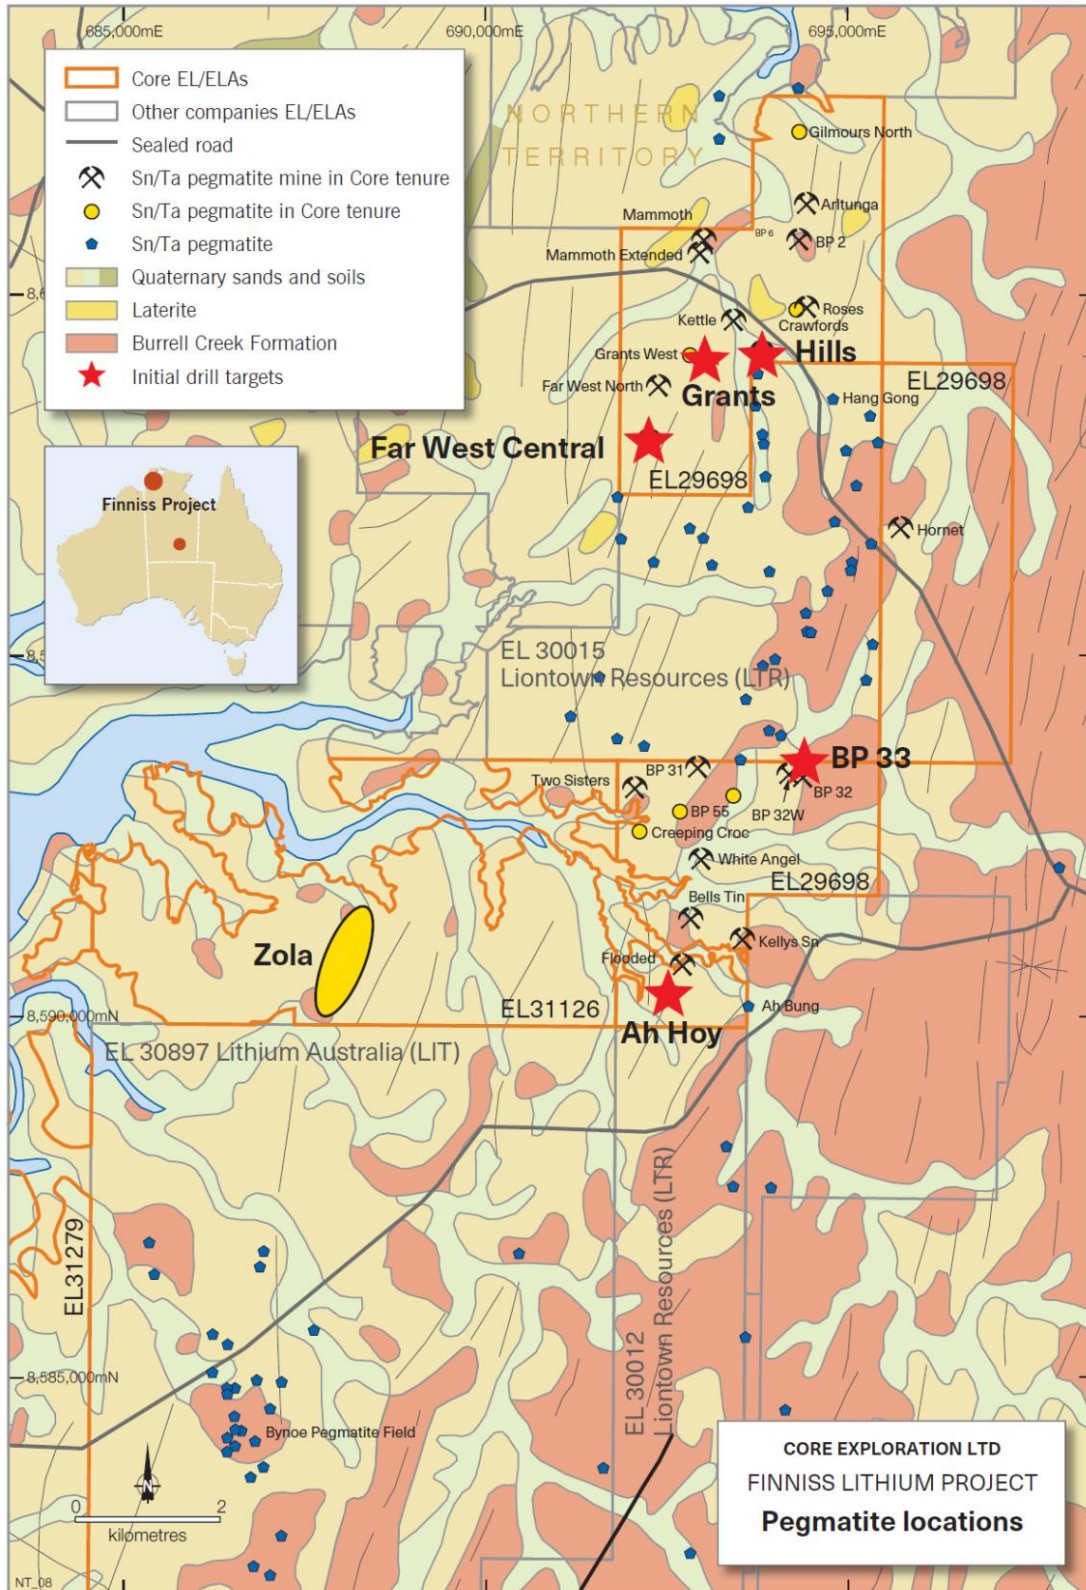 685,000mE
690,000mE
695,000mE
Core EL/ELAs
Other companies EL/ELAs
Sealed road
Sn/Ta pegmatite mine in Core tenure
Sn/Ta pegmatite in Core tenure
Sn/Ta pegmatite
Quaternary sands and soils
Laterite
Burrell Creek Formation
Initial drill targets
NORTHERN
TERRITORY
Gilmours North
Arltunga
Mammoth
BP 6
BP 2
Mammoth Extended
8,6
Roses
Kettle
Crawfords
Grants West
Hills
Far West North
Grants
EL29698
Hang Gong
Far West Central
EL29698
Finniss Project
Hornet
EL 30015
Liontown Resources (LTR)
8,5
BP 33
BP 31
Two Sisters
BP 32
BP 55
BP 32W
Creeping Croc
White Angel
EL29698
Bells Tin
Kellys Sn
Zola
Flooded
EL31126
Ah Bung
8,590,000mN
Ah Hoy
EL 30897 Lithium Australia (LIT)
EL31279
EL 30012
Liontown Resources (LTR)
8,585,000mN
Bynoe Pegmatite Field
N
0
2
kilometres
NT_08
CORE EXPLORATION LTD
FINNISS LITHIUM PROJECT
Pegmatite locations